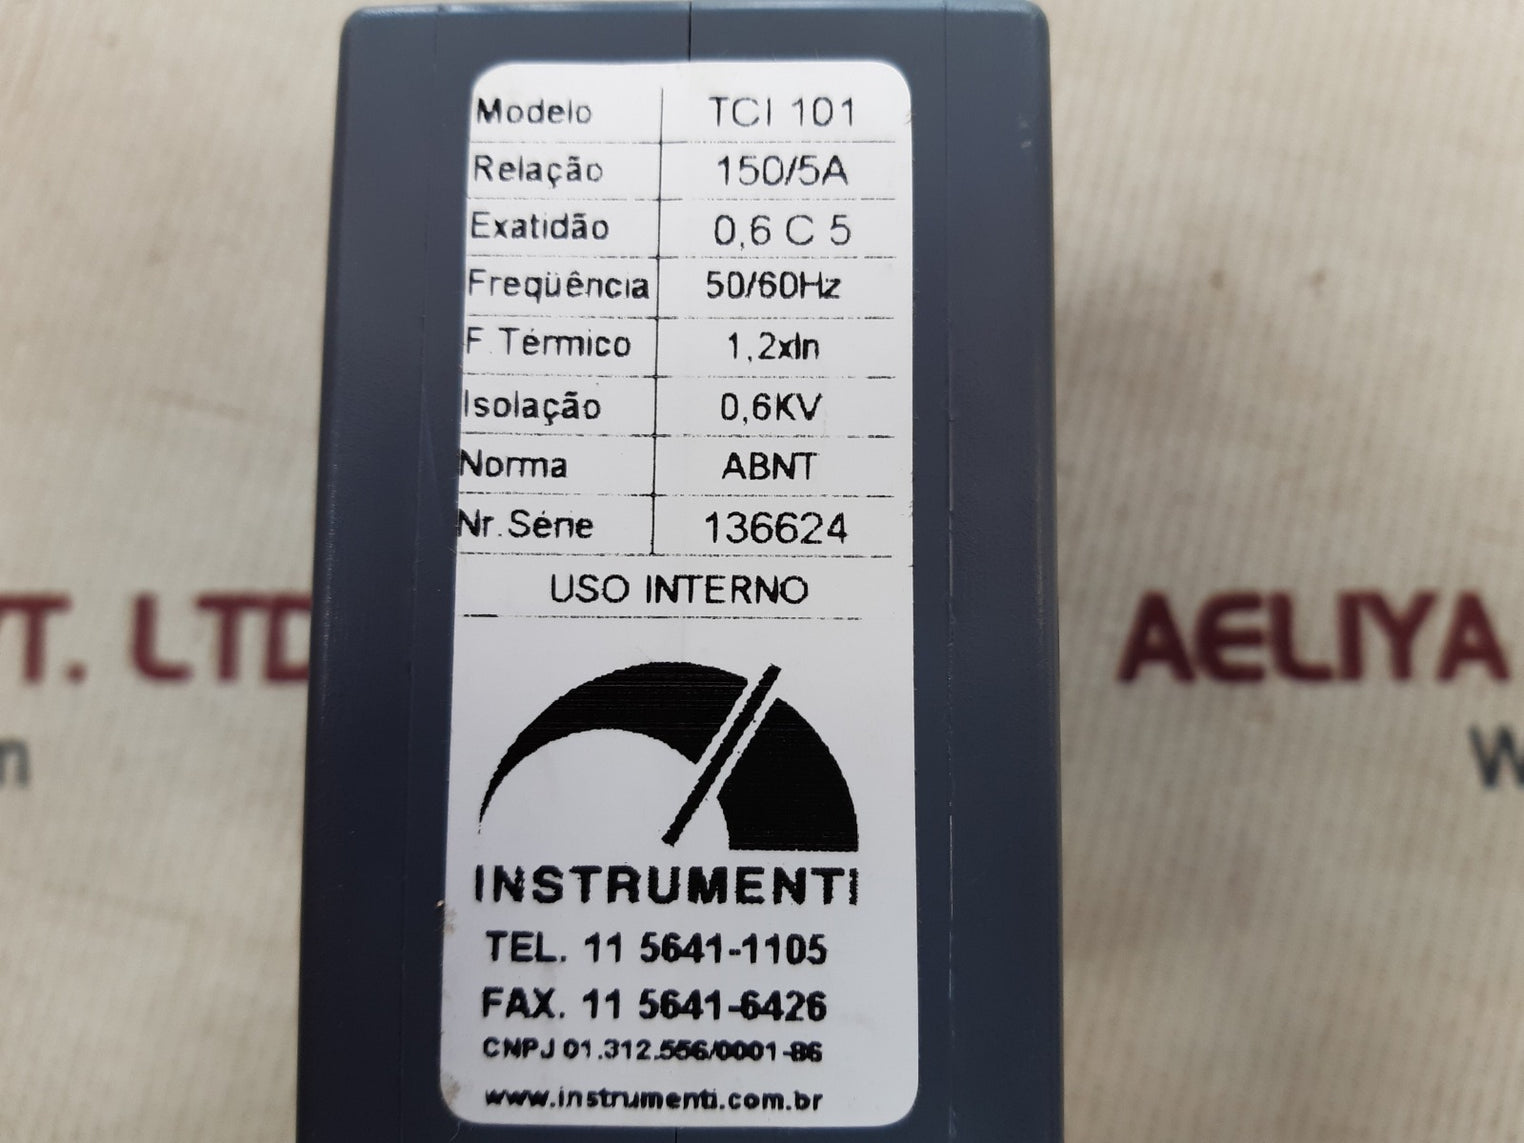 Modelo TCI 101
Relação 150/5A
Exatidão 0,6 C 5
Freqüência 50/60Hz
F.Térmico 1,2xIn
Isolação 0,6KV
Norma ABNT
Nr.Série 136624
USO INTERNO
INSTRUMENTI
TEL. 11 5641-1105
FAX. 11 5641-6426
CNPJ 01.312.556/0001-86
www.instrumenti.com.br
VT. LTD
AELIYA